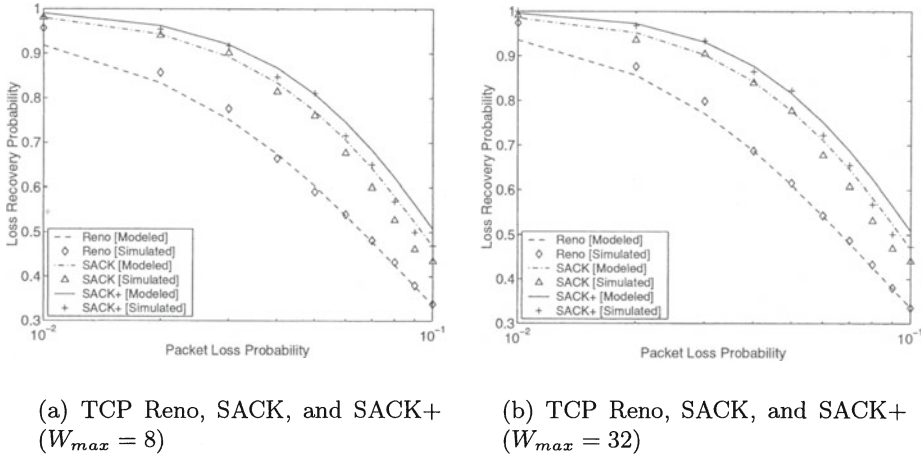 1
0.9
0.8
0.7
0.6
0.5
0.4
0.3
Loss Recovery Probability
Reno [Modeled]
Reno [Simulated]
SACK [Modeled]
SACK [Simulated]
SACK+ [Modeled]
SACK+ [Simulated]
10⁻²
10⁻¹
Packet Loss Probability
(a) TCP Reno, SACK, and SACK+
(Wmax = 8)
1
0.9
0.8
0.7
0.6
0.5
0.4
0.3
Loss Recovery Probability
Reno [Modeled]
Reno [Simulated]
SACK [Modeled]
SACK [Simulated]
SACK+ [Modeled]
SACK+ [Simulated]
10⁻²
10⁻¹
Packet Loss Probability
(b) TCP Reno, SACK, and SACK+
(Wmax = 32)